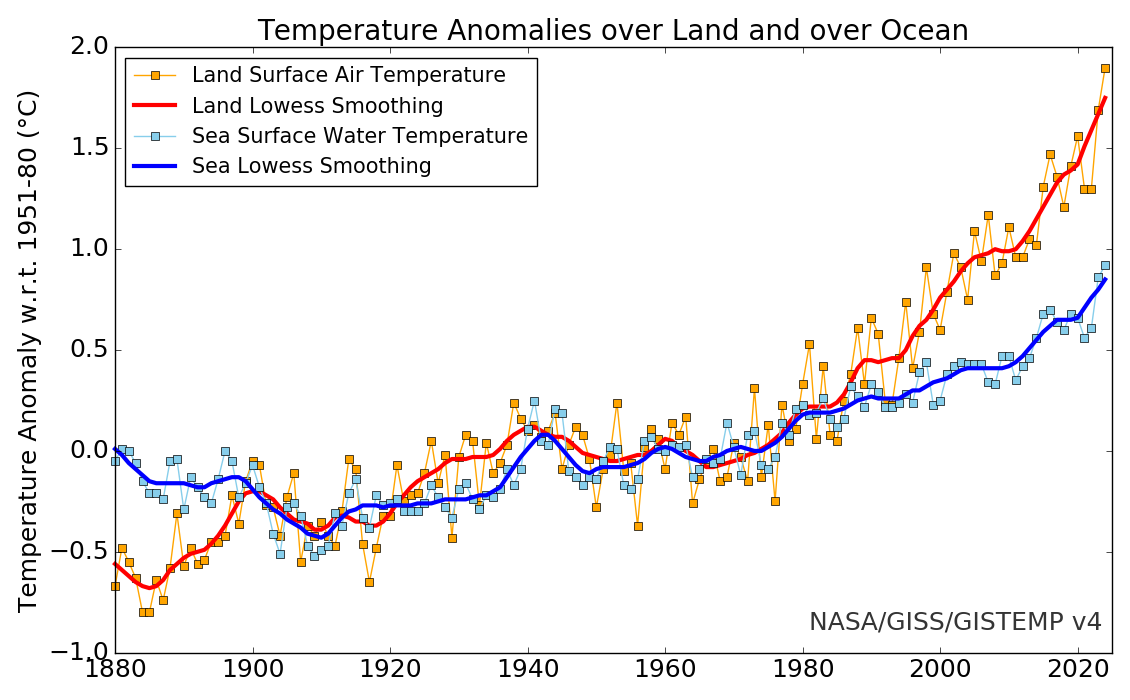 Temperature Anomalies over Land and over Ocean
Temperature Anomaly w.r.t. 1951-80 (°C)
Land Surface Air Temperature
Land Lowess Smoothing
Sea Surface Water Temperature
Sea Lowess Smoothing
2.0
1.5
1.0
0.5
0.0
−0.5
−1.0
NASA/GISS/GISTEMP v4
1880 1900 1920 1940 1960 1980 2000 2020